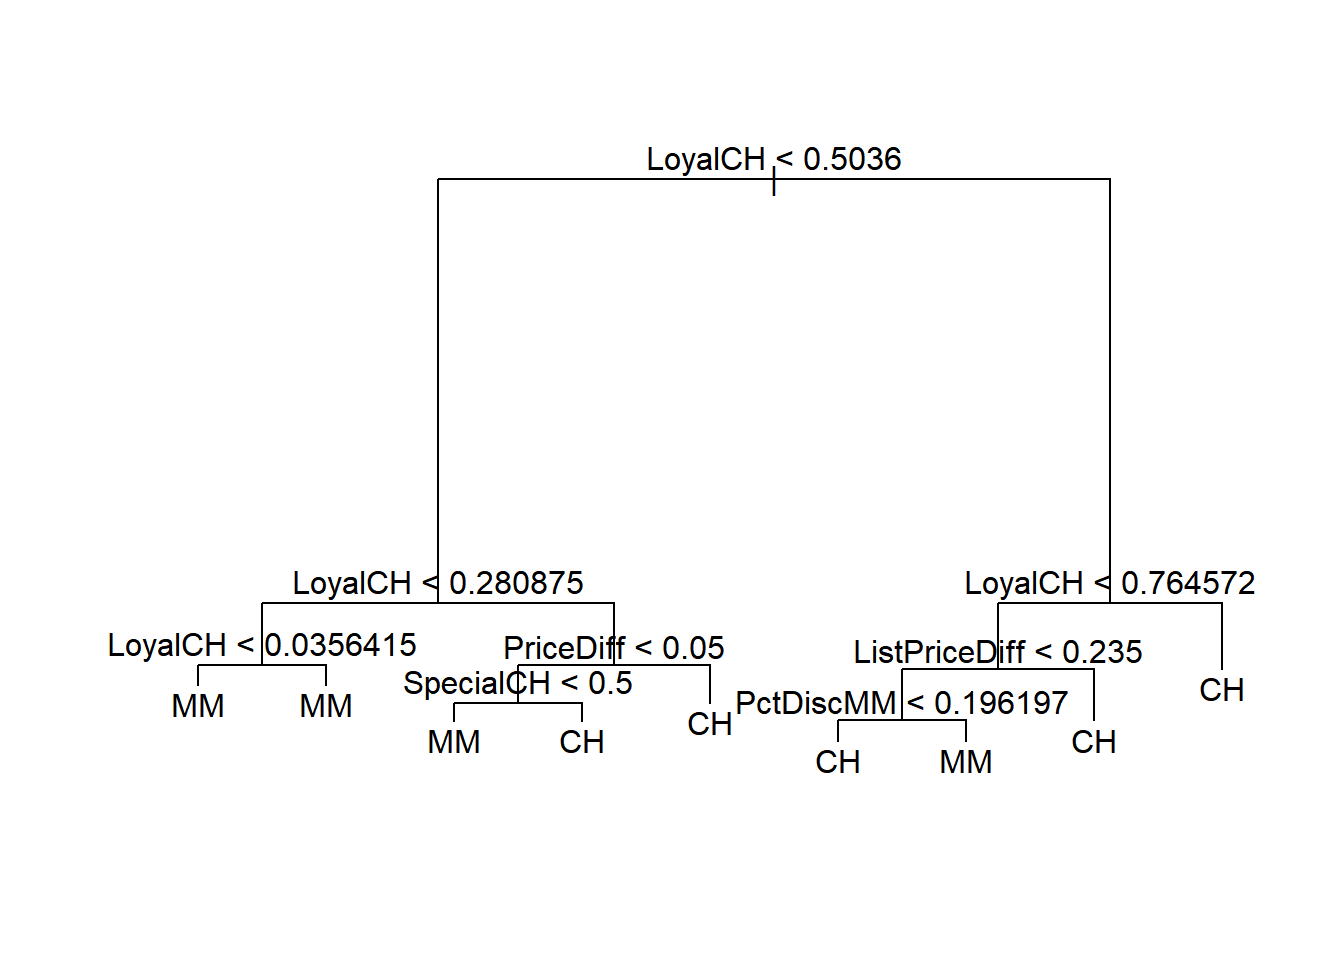 LoyalCH < 0.5036
LoyalCH < 0.280875
LoyalCH < 0.764572
LoyalCH < 0.0356415
PriceDiff < 0.05
ListPriceDiff < 0.235
SpecialCH < 0.5
CH
MM
MM
PctDiscMM < 0.196197
CH
MM
CH
CH
CH
MM